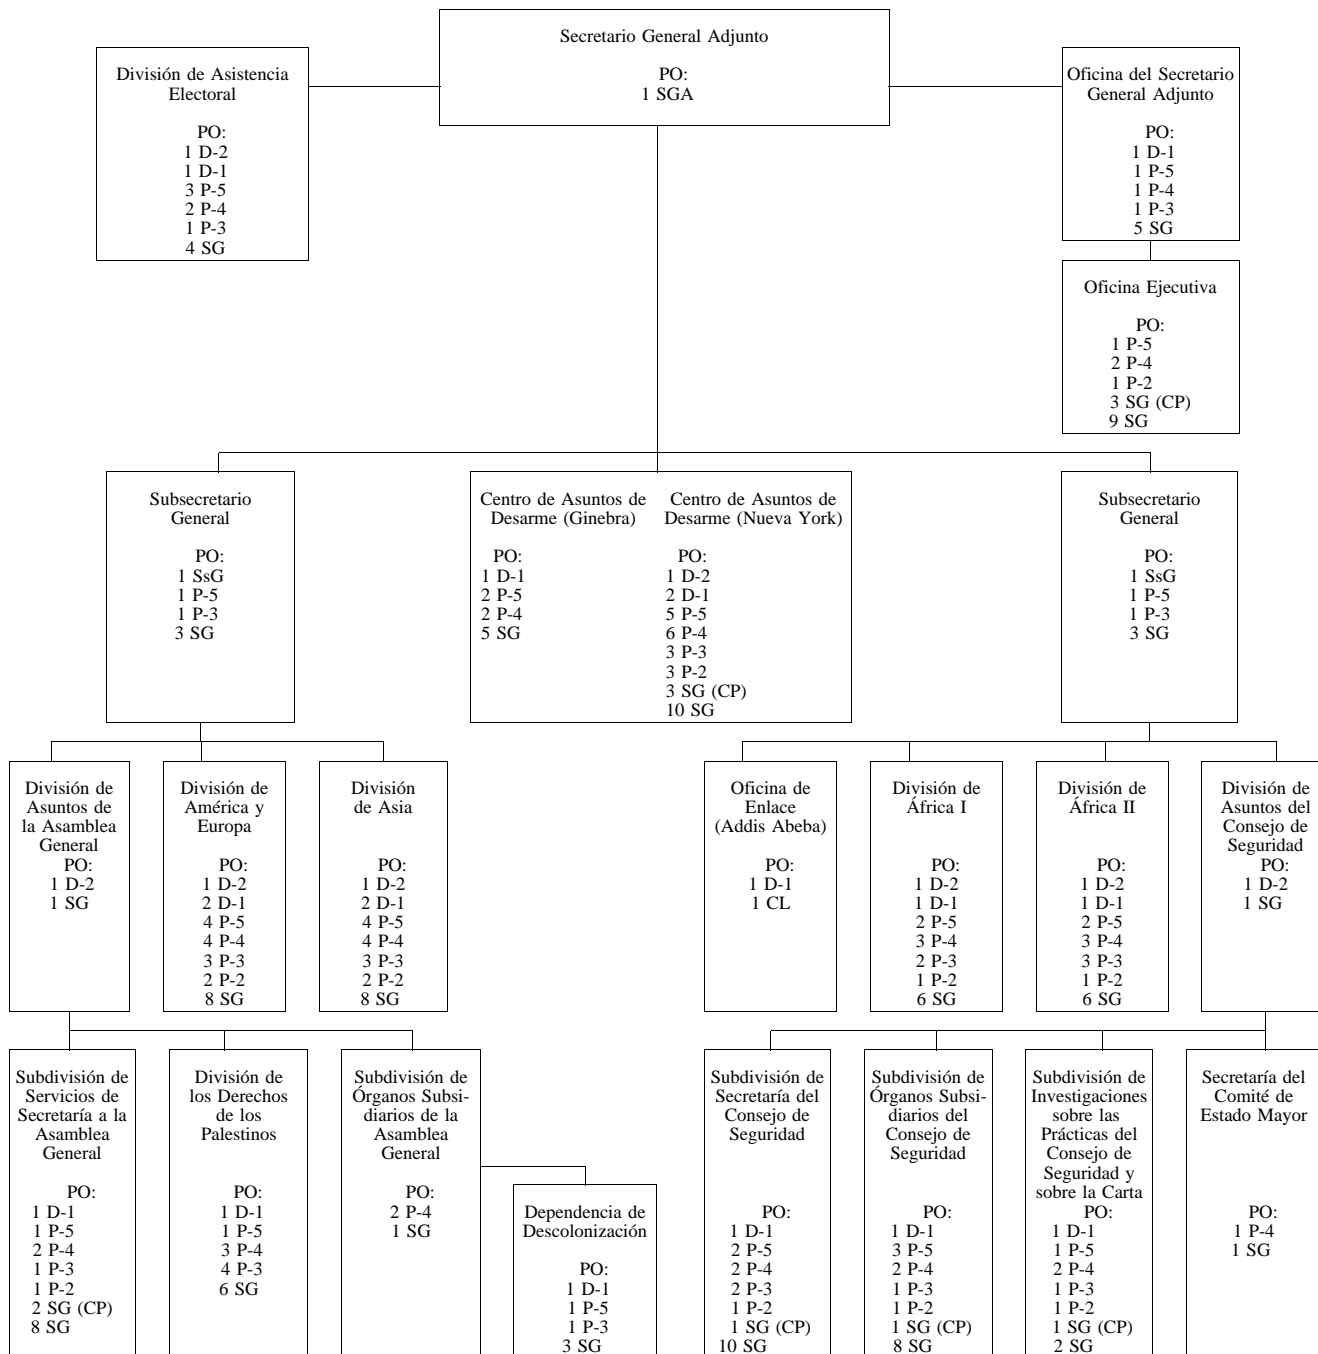 Secretario General Adjunto
PO:
1 SGA
División de Asistencia
Electoral
PO:
1 D-2
1 D-1
3 P-5
2 P-4
1 P-3
4 SG
Oficina del Secretario
General Adjunto
PO:
1 D-1
1 P-5
1 P-4
1 P-3
5 SG
Oficina Ejecutiva
PO:
1 P-5
2 P-4
1 P-2
3 SG (CP)
9 SG
Subsecretario
General
PO:
1 SsG
1 P-5
1 P-3
3 SG
Centro de Asuntos de
Desarme (Ginebra)
PO:
1 D-1
2 P-5
2 P-4
5 SG
Centro de Asuntos de
Desarme (Nueva York)
PO:
1 D-2
2 D-1
5 P-5
6 P-4
3 P-3
3 P-2
3 SG (CP)
10 SG
Subsecretario
General
PO:
1 SsG
1 P-5
1 P-3
3 SG
División de
Asuntos de
la Asamblea
General
PO:
1 D-2
1 SG
División de
América y
Europa
PO:
1 D-2
2 D-1
4 P-5
4 P-4
3 P-3
2 P-2
8 SG
División
de Asia
PO:
1 D-2
2 D-1
4 P-5
4 P-4
3 P-3
2 P-2
8 SG
Oficina de
Enlace
(Addis Abeba)
PO:
1 D-1
1 CL
División de
África I
PO:
1 D-2
1 D-1
2 P-5
3 P-4
2 P-3
1 P-2
6 SG
División de
África II
PO:
1 D-2
1 D-1
2 P-5
3 P-4
3 P-3
1 P-2
6 SG
División de
Asuntos del
Consejo de
Seguridad
PO:
1 D-2
1 SG
Subdivisión de
Servicios de
Secretaría a la
Asamblea
General
PO:
1 D-1
1 P-5
2 P-4
1 P-3
1 P-2
2 SG (CP)
8 SG
División de
los Derechos
de los
Palestinos
PO:
1 D-1
1 P-5
3 P-4
4 P-3
6 SG
Subdivisión de
Órganos Subsi-
diarios de la
Asamblea
General
PO:
2 P-4
1 SG
Dependencia de
Descolonización
PO:
1 D-1
1 P-5
1 P-3
3 SG
Subdivisión de
Secretaría del
Consejo de
Seguridad
PO:
1 D-1
2 P-5
2 P-4
2 P-3
1 P-2
1 SG (CP)
10 SG
Subdivisión de
Órganos Subsi-
diarios del
Consejo de
Seguridad
PO:
1 D-1
3 P-5
2 P-4
1 P-3
1 P-2
1 SG (CP)
8 SG
Subdivisión de
Investigaciones
sobre las
Prácticas del
Consejo de
Seguridad y
sobre la Carta
PO:
1 D-1
1 P-5
2 P-4
1 P-3
1 P-2
1 SG (CP)
2 SG
Secretaría del
Comité de
Estado Mayor
PO:
1 P-4
1 SG